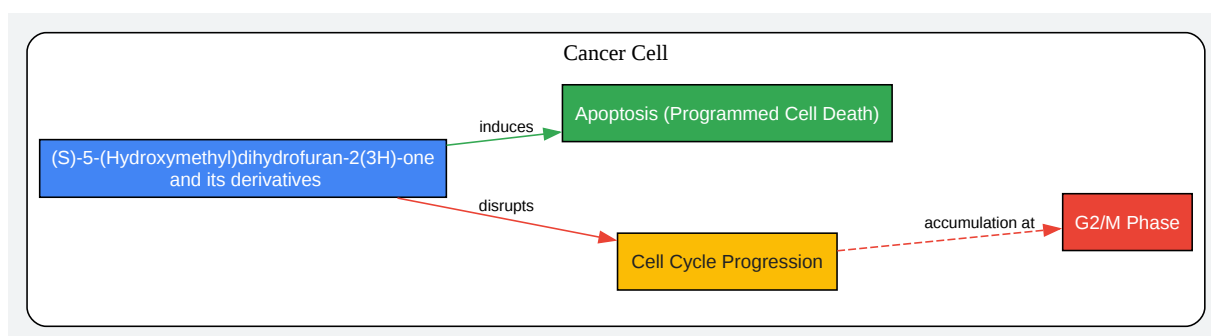 Cancer Cell
Apoptosis (Programmed Cell Death)
induces
(S)-5-(Hydroxymethyl)dihydrofuran-2(3H)-one
and its derivatives
disrupts
accumulation at
G2/M Phase
Cell Cycle Progression